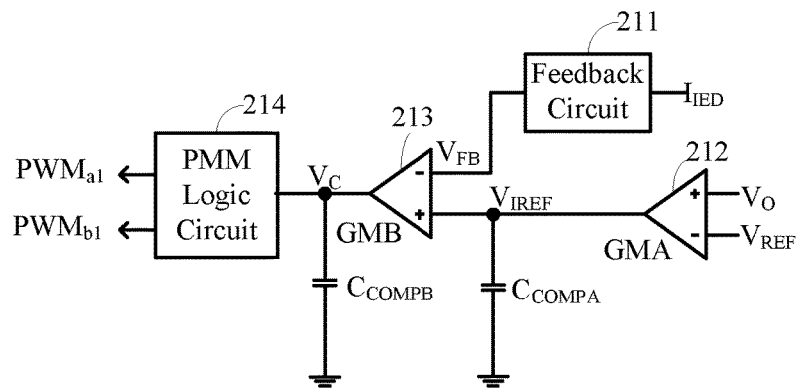 211
Feedback
Circuit
I_IED
214
PMM
Logic
Circuit
PWM_a1
PWM_b1
213
V_C
V_FB
GMB
V_IREF
212
V_O
V_REF
GMA
C_COMPB
C_COMPA
-
+
+
-